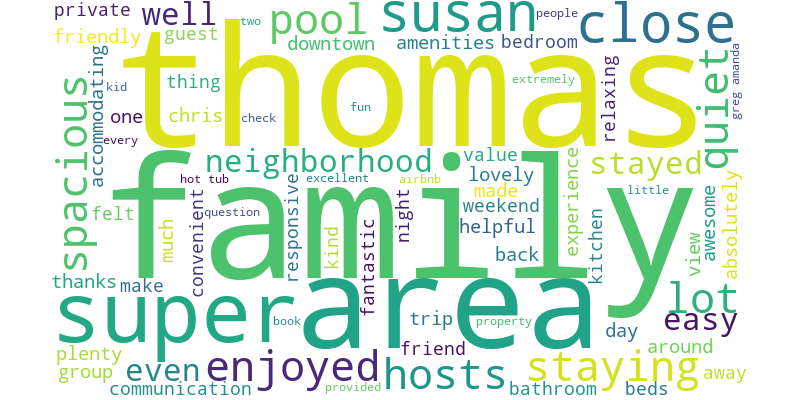 private
well
two
pool
susan
people
close
friendly
guest
downtown
amenities
bedroom
thomas
accommodating
kid
thing
chris
check
fun
extremely
relaxing
quiet
greg amanda
one
every
spacious
neighborhood
value
stayed
hot tub
excellent
airbnb
lovely
made
little
family
felt
much
convenient
question
responsive
kind
fantastic
night
weekend
helpful
back
experience
kitchen
view
awesome
absolutely
thanks
make
super
area
lot
easy
book
trip
property
day
friend
around
plenty
group
even
enjoyed
hosts
staying
away
communication
provided
bathroom
beds